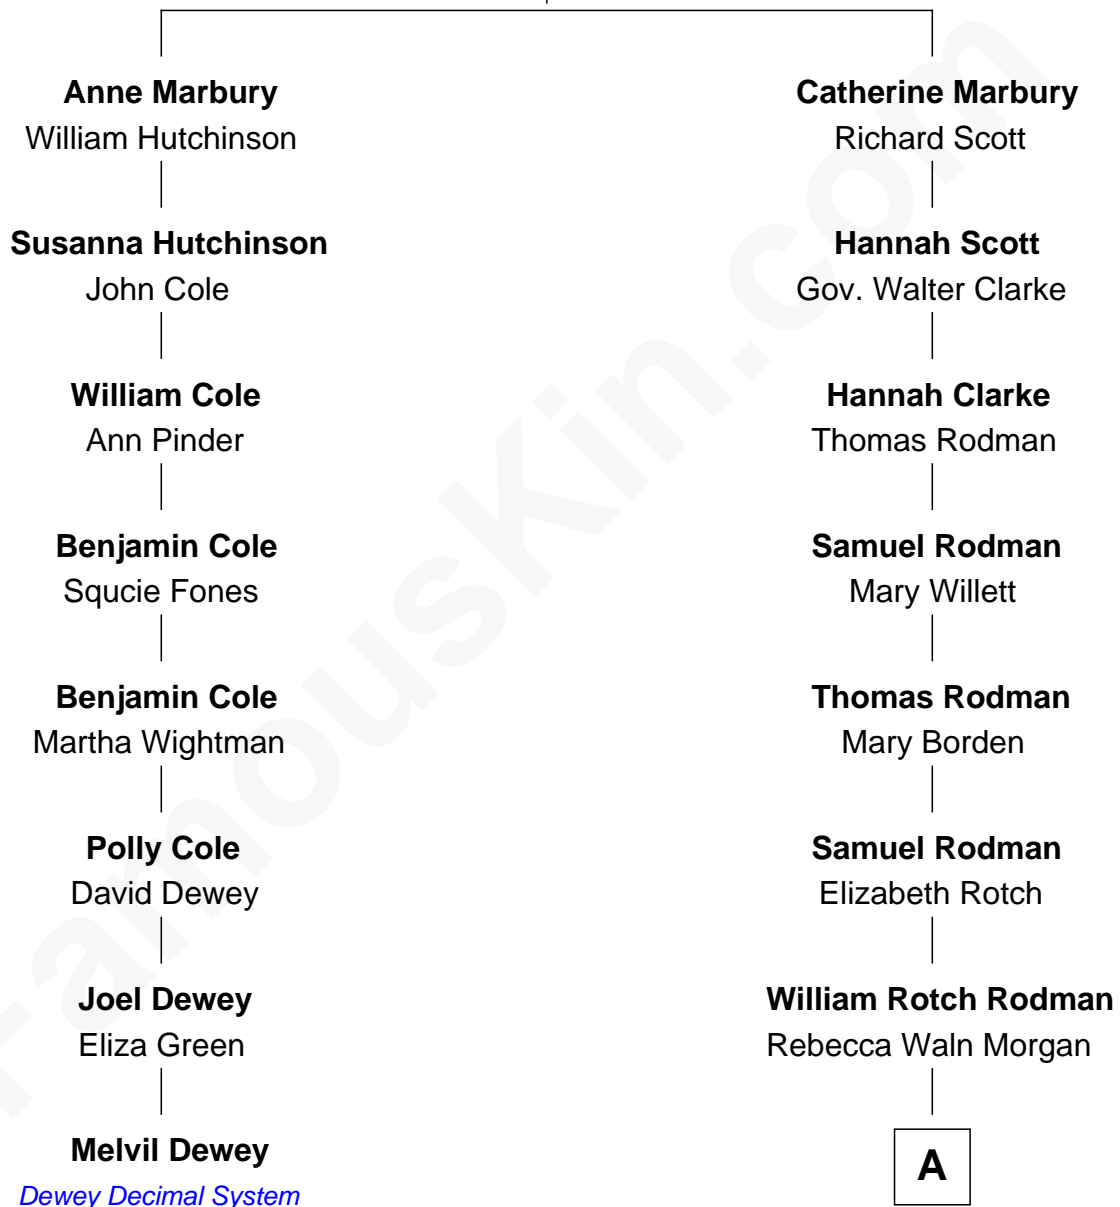 Anne Marbury
William Hutchinson
Catherine Marbury
Richard Scott
Susanna Hutchinson
John Cole
Hannah Scott
Gov. Walter Clarke
William Cole
Ann Pinder
Hannah Clarke
Thomas Rodman
Benjamin Cole
Squcie Fones
Samuel Rodman
Mary Willett
Benjamin Cole
Martha Wightman
Thomas Rodman
Mary Borden
Polly Cole
David Dewey
Samuel Rodman
Elizabeth Rotch
Joel Dewey
Eliza Green
William Rotch Rodman
Rebecca Waln Morgan
Melvil Dewey
Dewey Decimal System
A
FamousKin.com